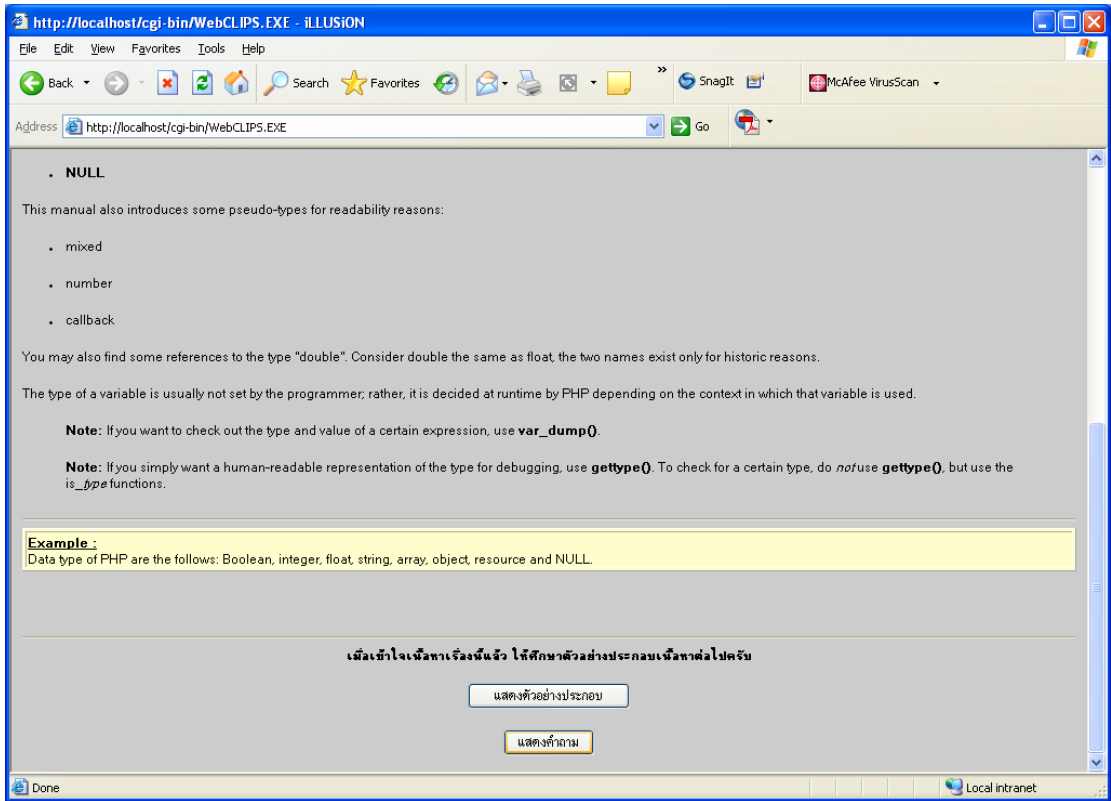 http://localhost/cgi-bin/WebCLIPS.EXE - iLLUSiON
File Edit View Favorites Tools Help
Back Search Favorites » SnagIt McAfee VirusScan
Address http://localhost/cgi-bin/WebCLIPS.EXE Go
• NULL
This manual also introduces some pseudo-types for readability reasons:
• mixed
• number
• callback
You may also find some references to the type "double". Consider double the same as float, the two names exist only for historic reasons.
The type of a variable is usually not set by the programmer; rather, it is decided at runtime by PHP depending on the context in which that variable is used.
Note: If you want to check out the type and value of a certain expression, use var_dump().
Note: If you simply want a human-readable representation of the type for debugging, use gettype(). To check for a certain type, do not use gettype(), but use the
is_type functions.
Example :
Data type of PHP are the follows: Boolean, integer, float, string, array, object, resource and NULL.
เมื่อเข้าใจเนื้อหาเรื่องนี้แล้ว ให้ศึกษาตัวอย่างประกอบเนื้อหาต่อไปครับ
แสดงตัวอย่างประกอบ
แสดงคำถาม
Done Local intranet